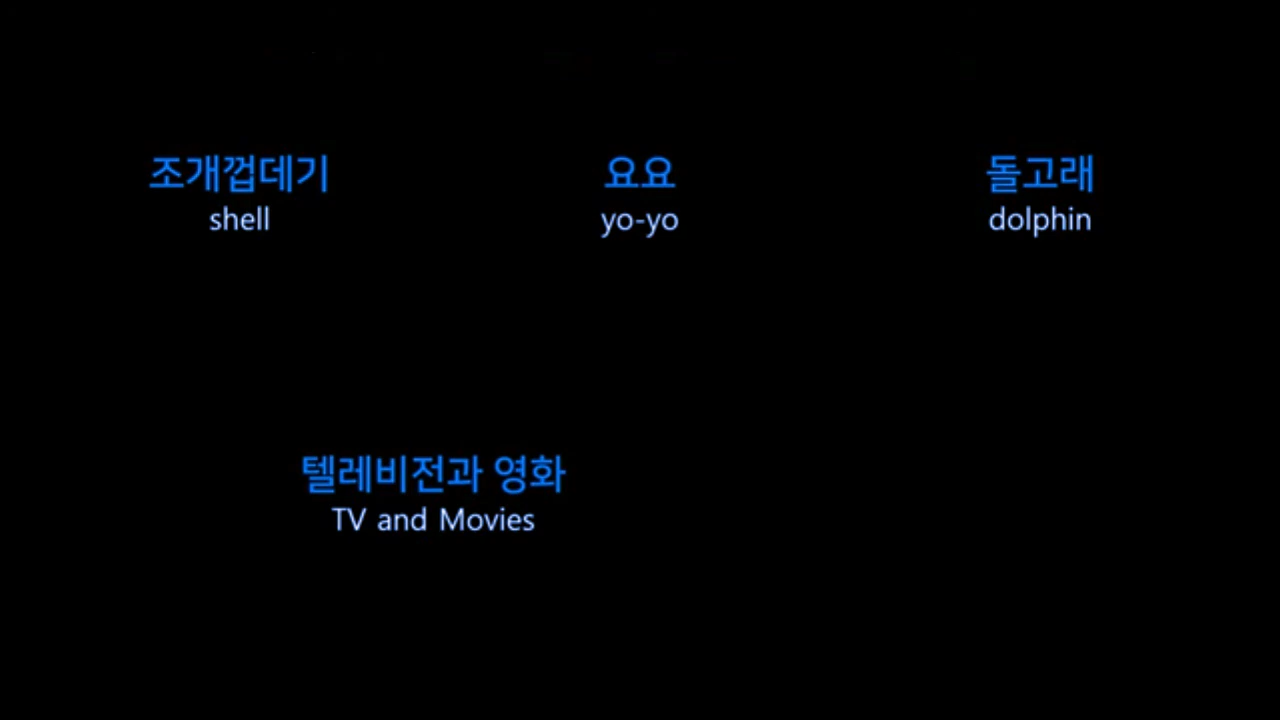 조개껍데기
shell
요요
yo-yo
돌고래
dolphin
텔레비전과 영화
TV and Movies